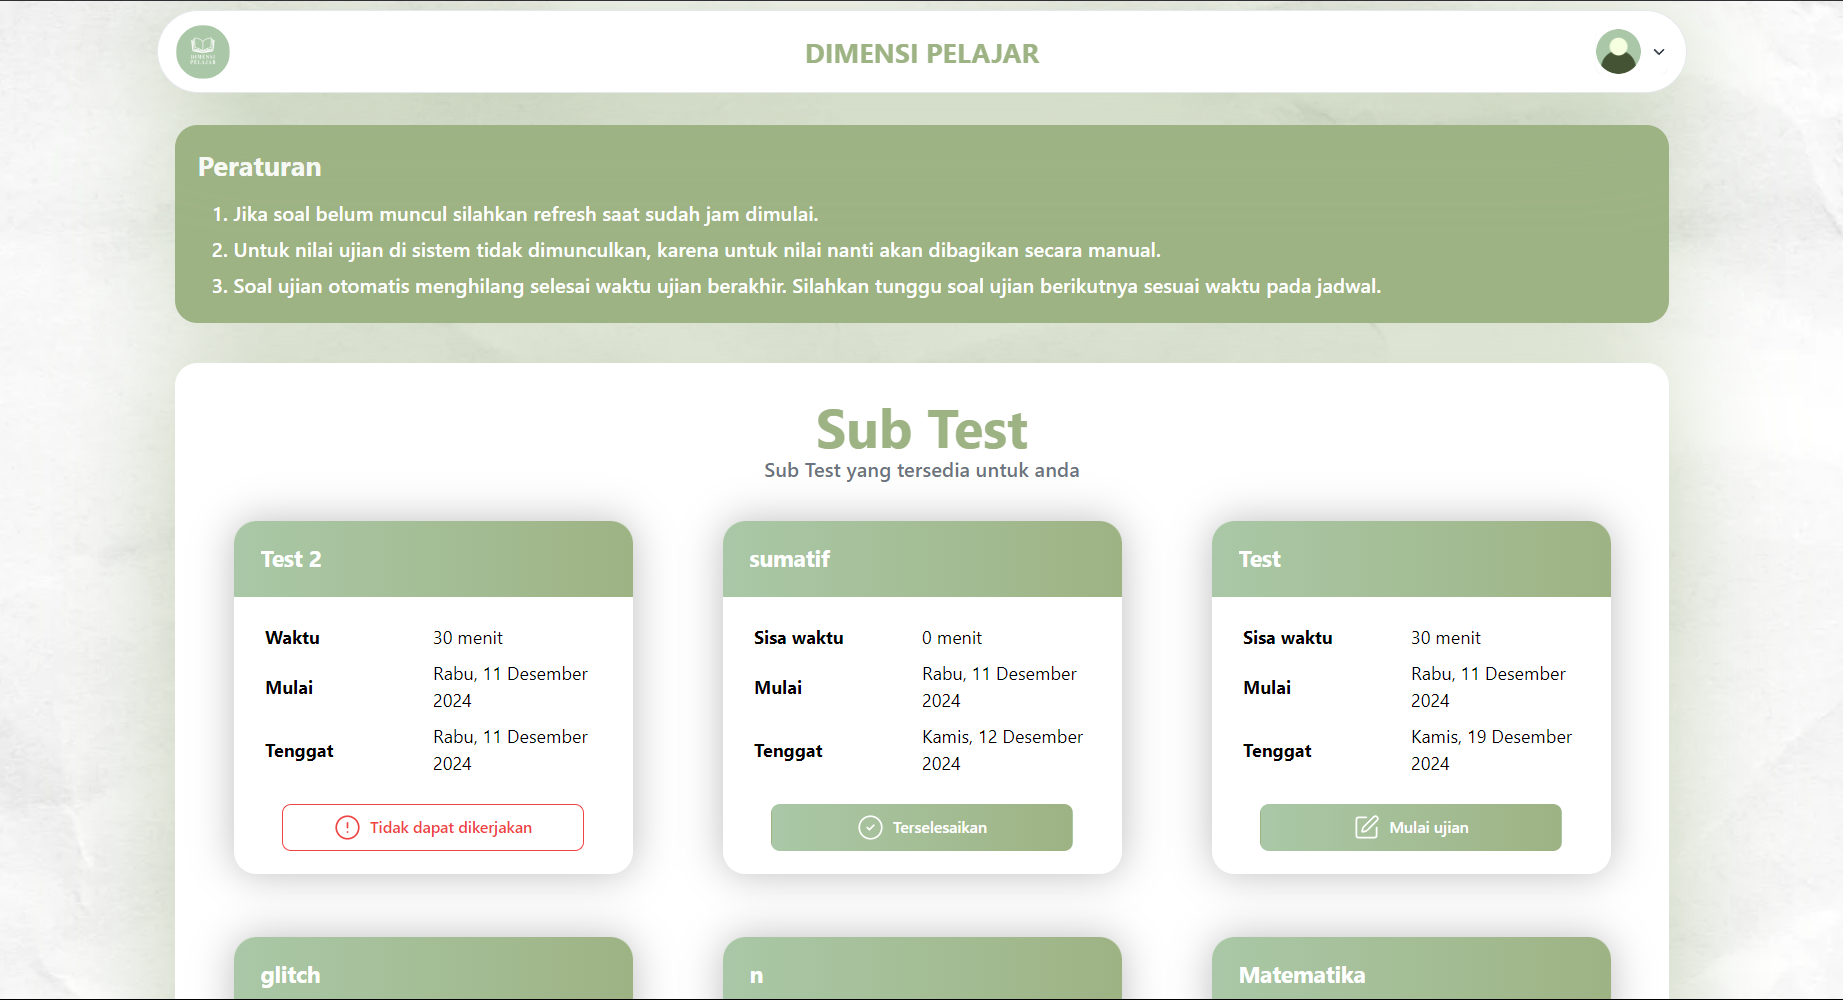 DIMENSI
PELAJAR
DIMENSI PELAJAR
Peraturan
1. Jika soal belum muncul silahkan refresh saat sudah jam dimulai.
2. Untuk nilai ujian di sistem tidak dimunculkan, karena untuk nilai nanti akan dibagikan secara manual.
3. Soal ujian otomatis menghilang selesai waktu ujian berakhir. Silahkan tunggu soal ujian berikutnya sesuai waktu pada jadwal.
Sub Test
Sub Test yang tersedia untuk anda
Test 2
Waktu 30 menit
Mulai Rabu, 11 Desember
2024
Tenggat Rabu, 11 Desember
2024
Tidak dapat dikerjakan
sumatif
Sisa waktu 0 menit
Mulai Rabu, 11 Desember
2024
Tenggat Kamis, 12 Desember
2024
Terselesaikan
Test
Sisa waktu 30 menit
Mulai Rabu, 11 Desember
2024
Tenggat Kamis, 19 Desember
2024
Mulai ujian
glitch
n
Matematika